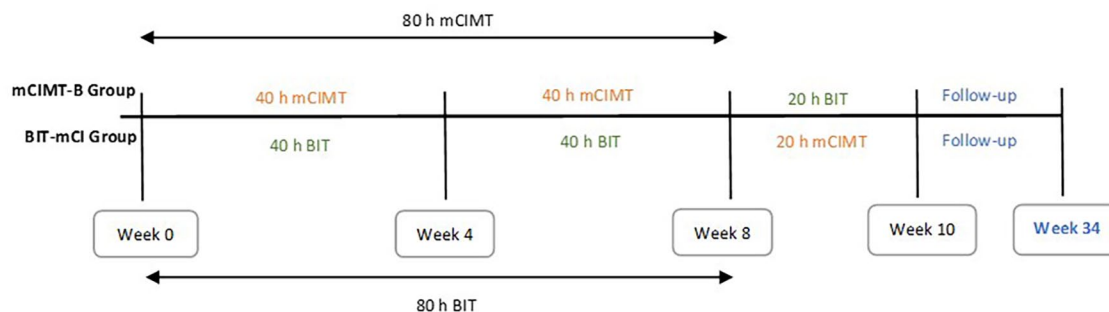 80 h mCIMT
mCIMT-B Group
40 h mCIMT
40 h mCIMT
20 h BIT
Follow-up
BIT-mCI Group
40 h BIT
40 h BIT
20 h mCIMT
Follow-up
Week 0
Week 4
Week 8
Week 10
Week 34
80 h BIT